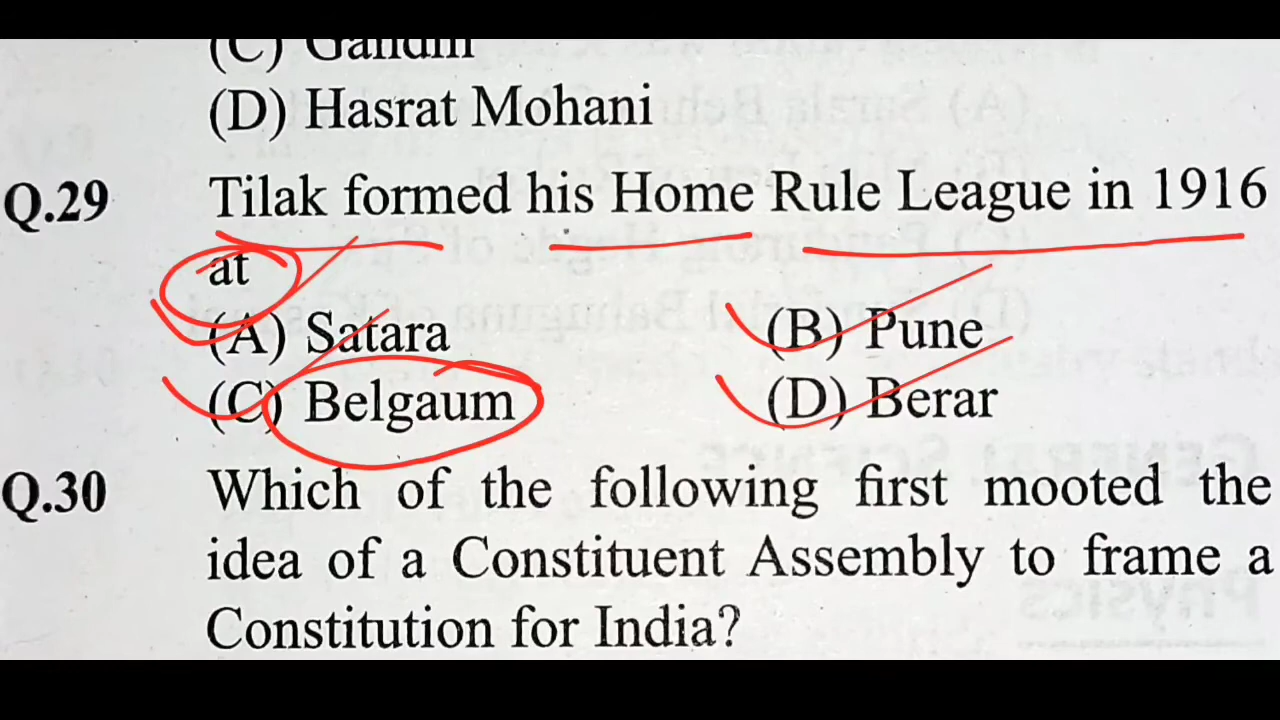 (C) Gandhi
(D) Hasrat Mohani
Q.29 Tilak formed his Home Rule League in 1916
at
(A) Satara (B) Pune
(C) Belgaum (D) Berar
Q.30 Which of the following first mooted the
idea of a Constituent Assembly to frame a
Constitution for India?